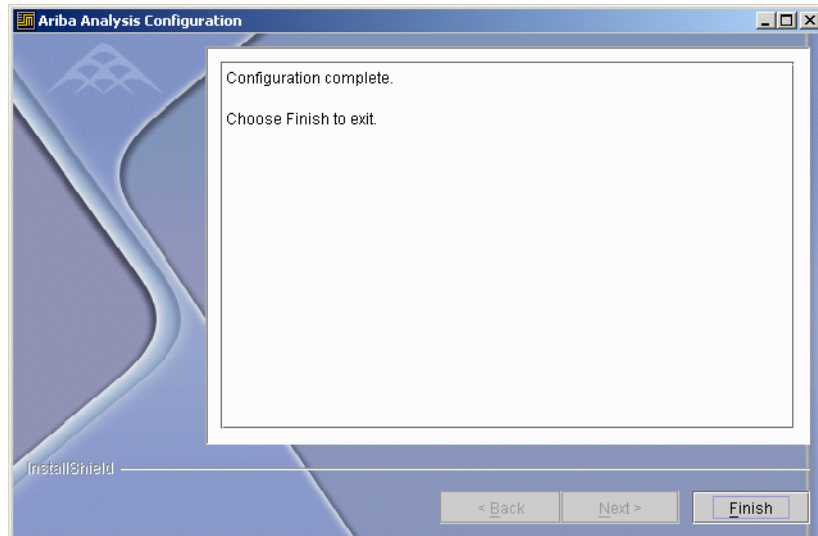 Ariba Analysis Configuration
Configuration complete.
Choose Finish to exit.
InstallShield
< Back
Next >
Finish